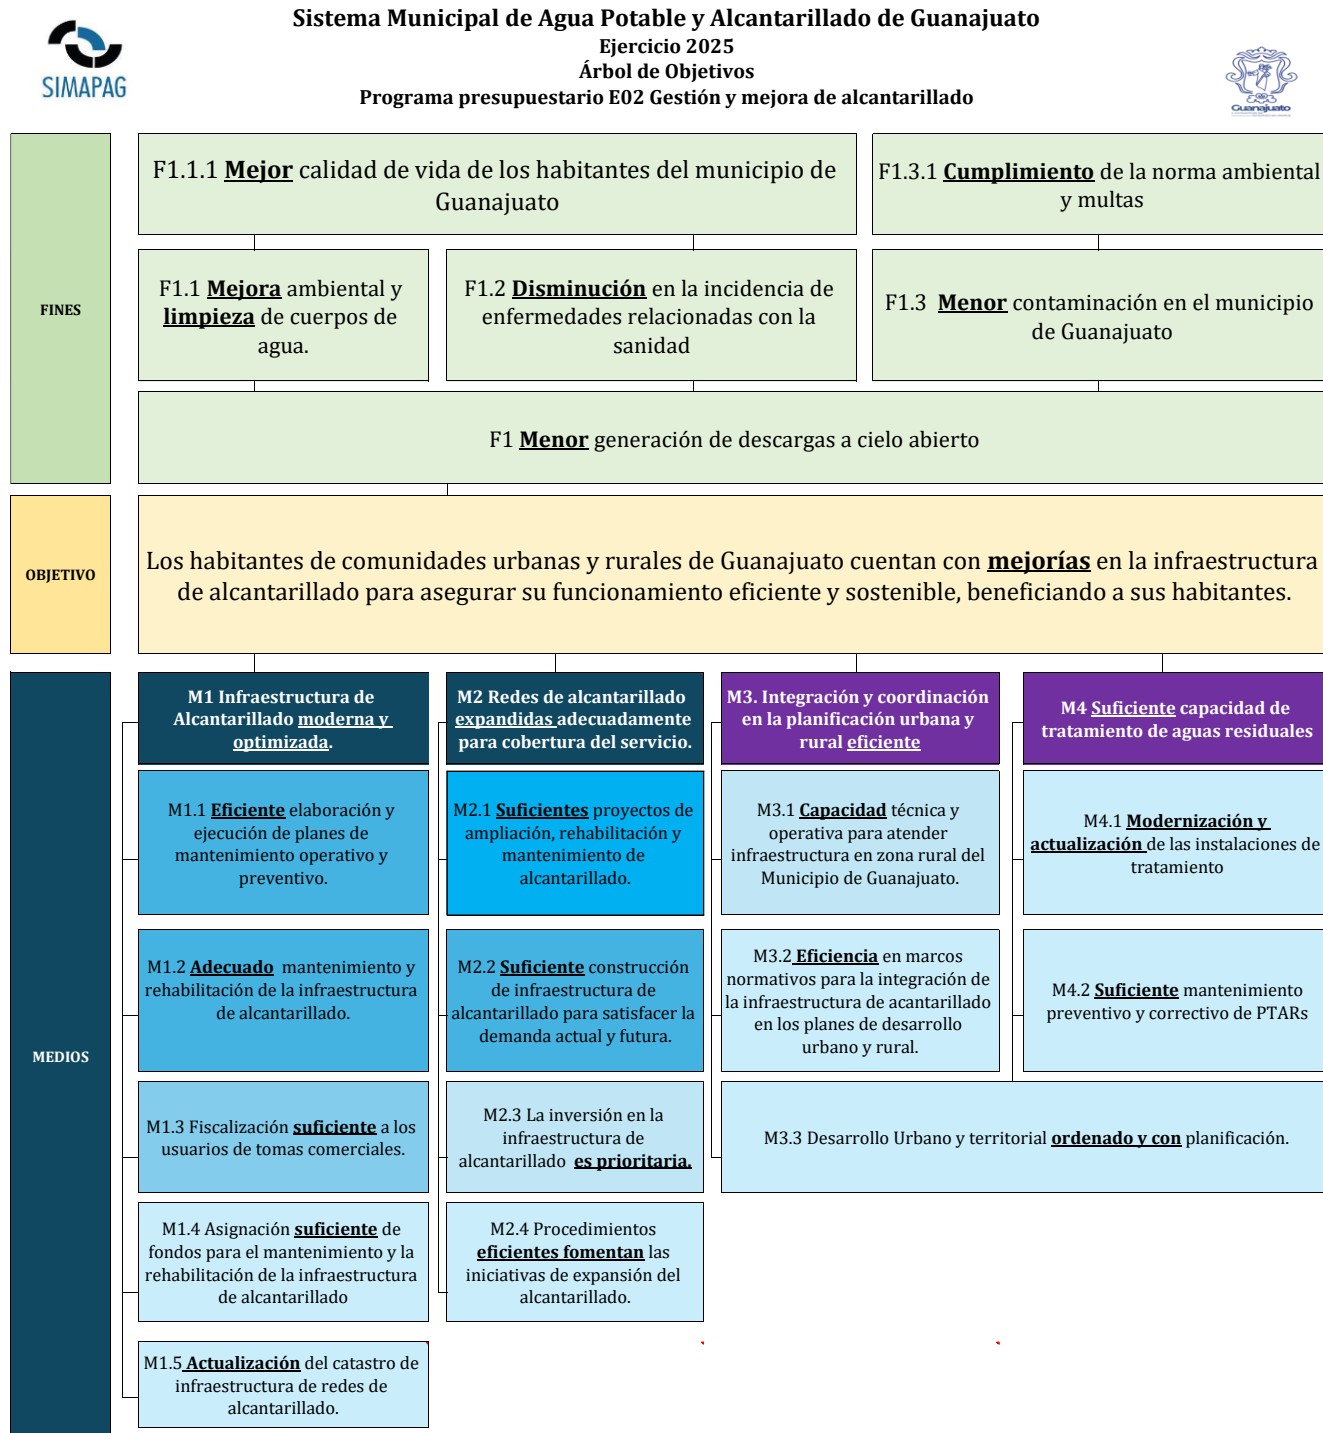 Sistema Municipal de Agua Potable y Alcantarillado de Guanajuato
Ejercicio 2025
Árbol de Objetivos
Programa presupuestario E02 Gestión y mejora de alcantarillado
SIMAPAG
Guanajuato
FINES
F1.1.1 Mejor calidad de vida de los habitantes del municipio de
Guanajuato
F1.3.1 Cumplimiento de la norma ambiental
y multas
F1.1 Mejora ambiental y
limpieza de cuerpos de
agua.
F1.2 Disminución en la incidencia de
enfermedades relacionadas con la
sanidad
F1.3 Menor contaminación en el municipio
de Guanajuato
F1 Menor generación de descargas a cielo abierto
OBJETIVO
Los habitantes de comunidades urbanas y rurales de Guanajuato cuentan con mejorías en la infraestructura
de alcantarillado para asegurar su funcionamiento eficiente y sostenible, beneficiando a sus habitantes.
MEDIOS
M1 Infraestructura de
Alcantarillado moderna y
optimizada.
M1.1 Eficiente elaboración y
ejecución de planes de
mantenimiento operativo y
preventivo.
M1.2 Adecuado mantenimiento y
rehabilitación de la infraestructura
de alcantarillado.
M1.3 Fiscalización suficiente a los
usuarios de tomas comerciales.
M1.4 Asignación suficiente de
fondos para el mantenimiento y la
rehabilitación de la infraestructura
de alcantarillado
M1.5 Actualización del catastro de
infraestructura de redes de
alcantarillado.
M2 Redes de alcantarillado
expandidas adecuadamente
para cobertura del servicio.
M2.1 Suficientes proyectos de
ampliación, rehabilitación y
mantenimiento de
alcantarillado.
M2.2 Suficiente construcción
de infraestructura de
alcantarillado para satisfacer la
demanda actual y futura.
M2.3 La inversión en la
infraestructura de
alcantarillado es prioritaria.
M2.4 Procedimientos
eficientes fomentan las
iniciativas de expansión del
alcantarillado.
M3. Integración y coordinación
en la planificación urbana y
rural eficiente
M3.1 Capacidad técnica y
operativa para atender
infraestructura en zona rural del
Municipio de Guanajuato.
M3.2 Eficiencia en marcos
normativos para la integración de
la infraestructura de acantarillado
en los planes de desarrollo
urbano y rural.
M3.3 Desarrollo Urbano y territorial ordenado y con planificación.
M4 Suficiente capacidad de
tratamiento de aguas residuales
M4.1 Modernización y
actualización de las instalaciones de
tratamiento
M4.2 Suficiente mantenimiento
preventivo y correctivo de PTARs